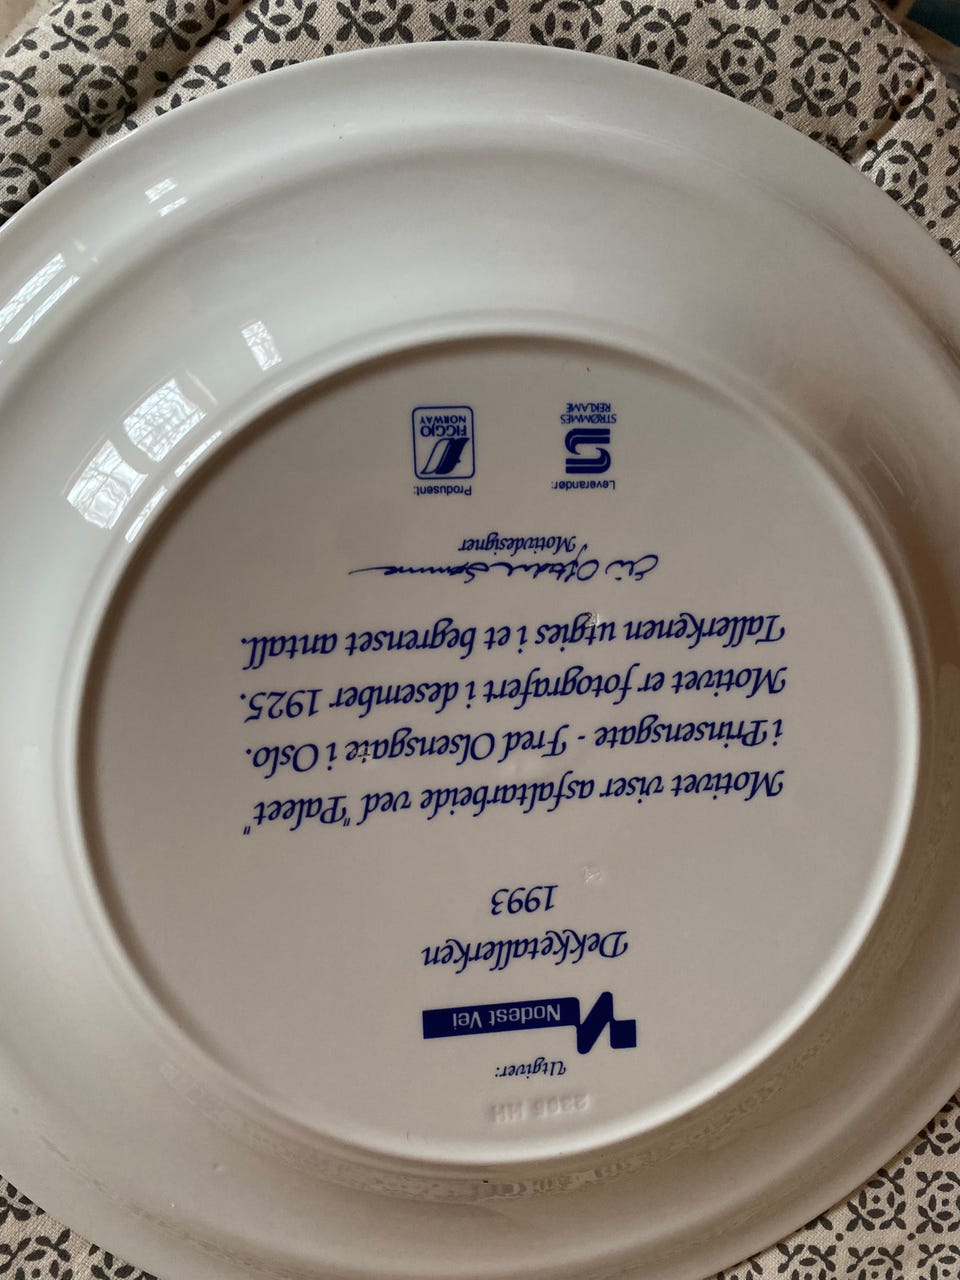 Utgiver:
Nodest Vei
Dekketallerken
1993
Motivet viser asfaltarbeide ved "Paleet"
i Prinsensgate - Fred Olsensgate i Oslo.
Motivet er fotografert i desember 1925.
Tallerkenen utgies i et begrenset antall.
Motivdesigner
Leverandør:
STRØMMES
REKLAME
Produsent:
FIGGJO
NORWAY